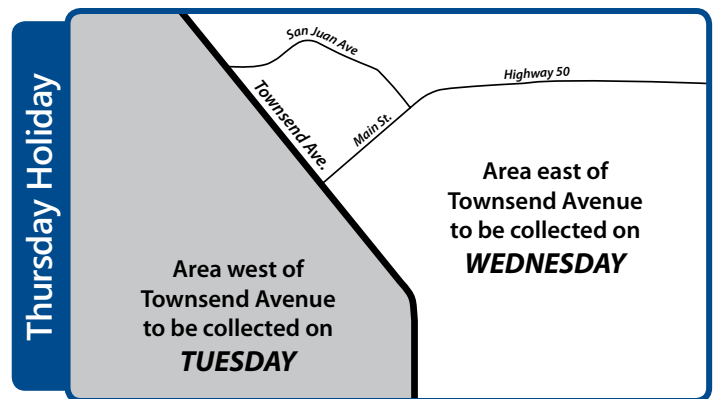 Thursday Holiday
San Juan Ave
Highway 50
Townsend Ave.
Main St.
Area east of
Townsend Avenue
to be collected on
WEDNESDAY
Area west of
Townsend Avenue
to be collected on
TUESDAY